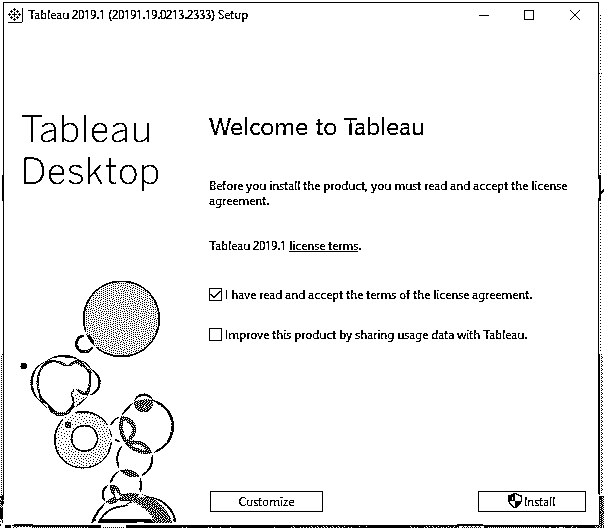 Tableau 2019.1 (20191.19.0213.2333) Setup
Tableau
Desktop
Welcome to Tableau
Before you install the product, you must read and accept the license
agreement.
Tableau 2019.1 license terms.
I have read and accept the terms of the license agreement.
Improve this product by sharing usage data with Tableau.
Customize
Install